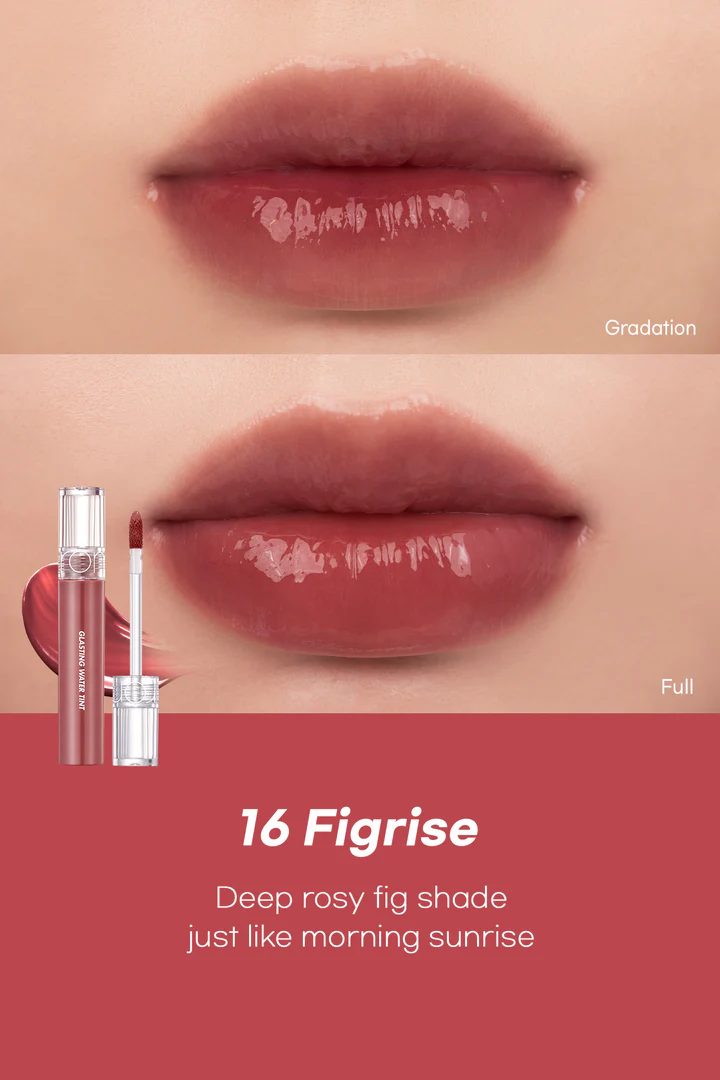 Gradation
GLASTING WATER TINT
Full
16 Figrise
Deep rosy fig shade
just like morning sunrise